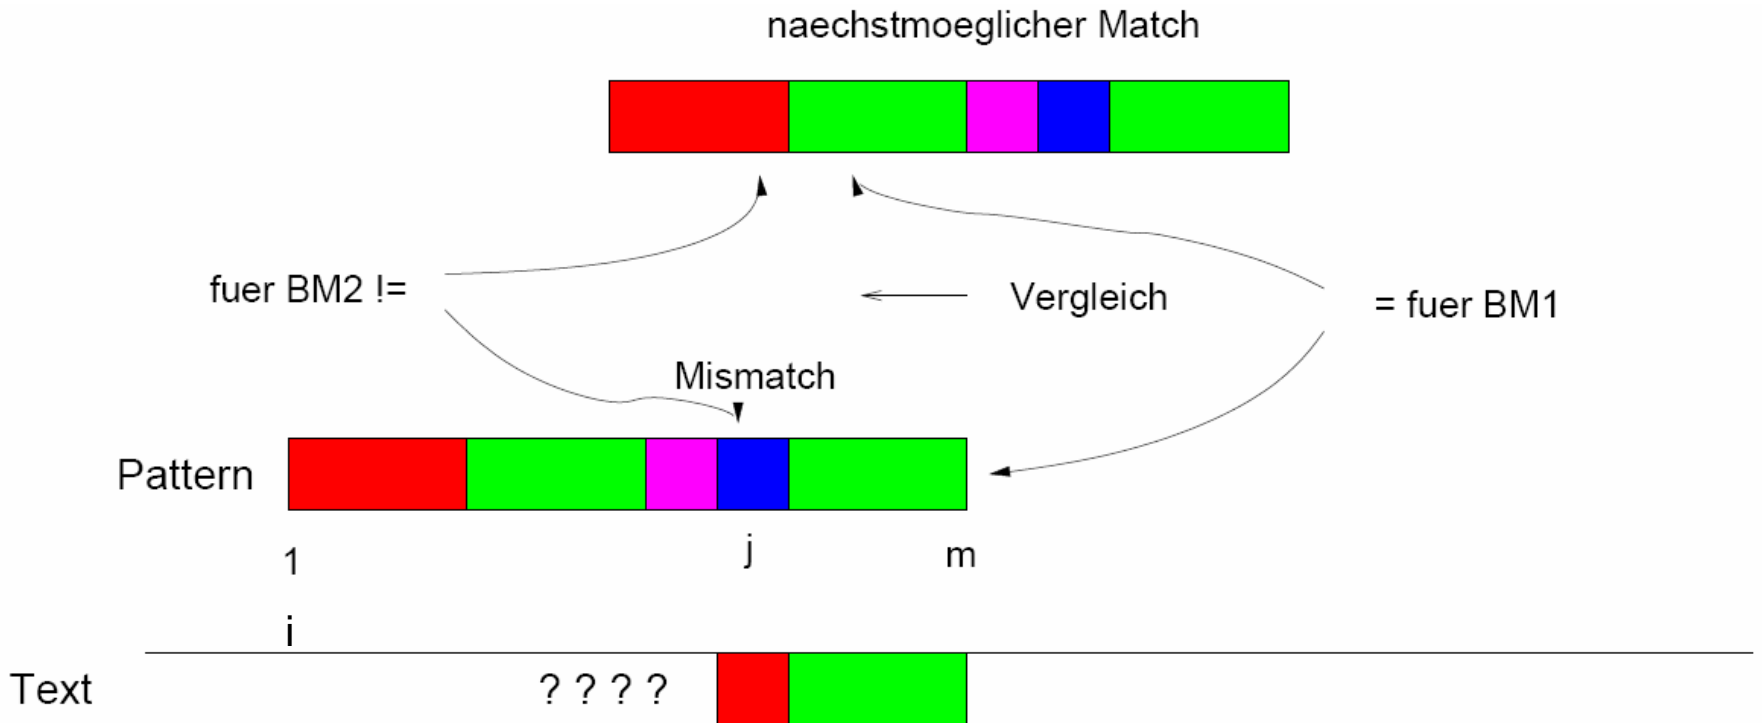 naechstmoeglicher Match
fuer BM2 !=
Vergleich
= fuer BM1
Mismatch
Pattern
1
j
m
i
Text
? ? ? ?